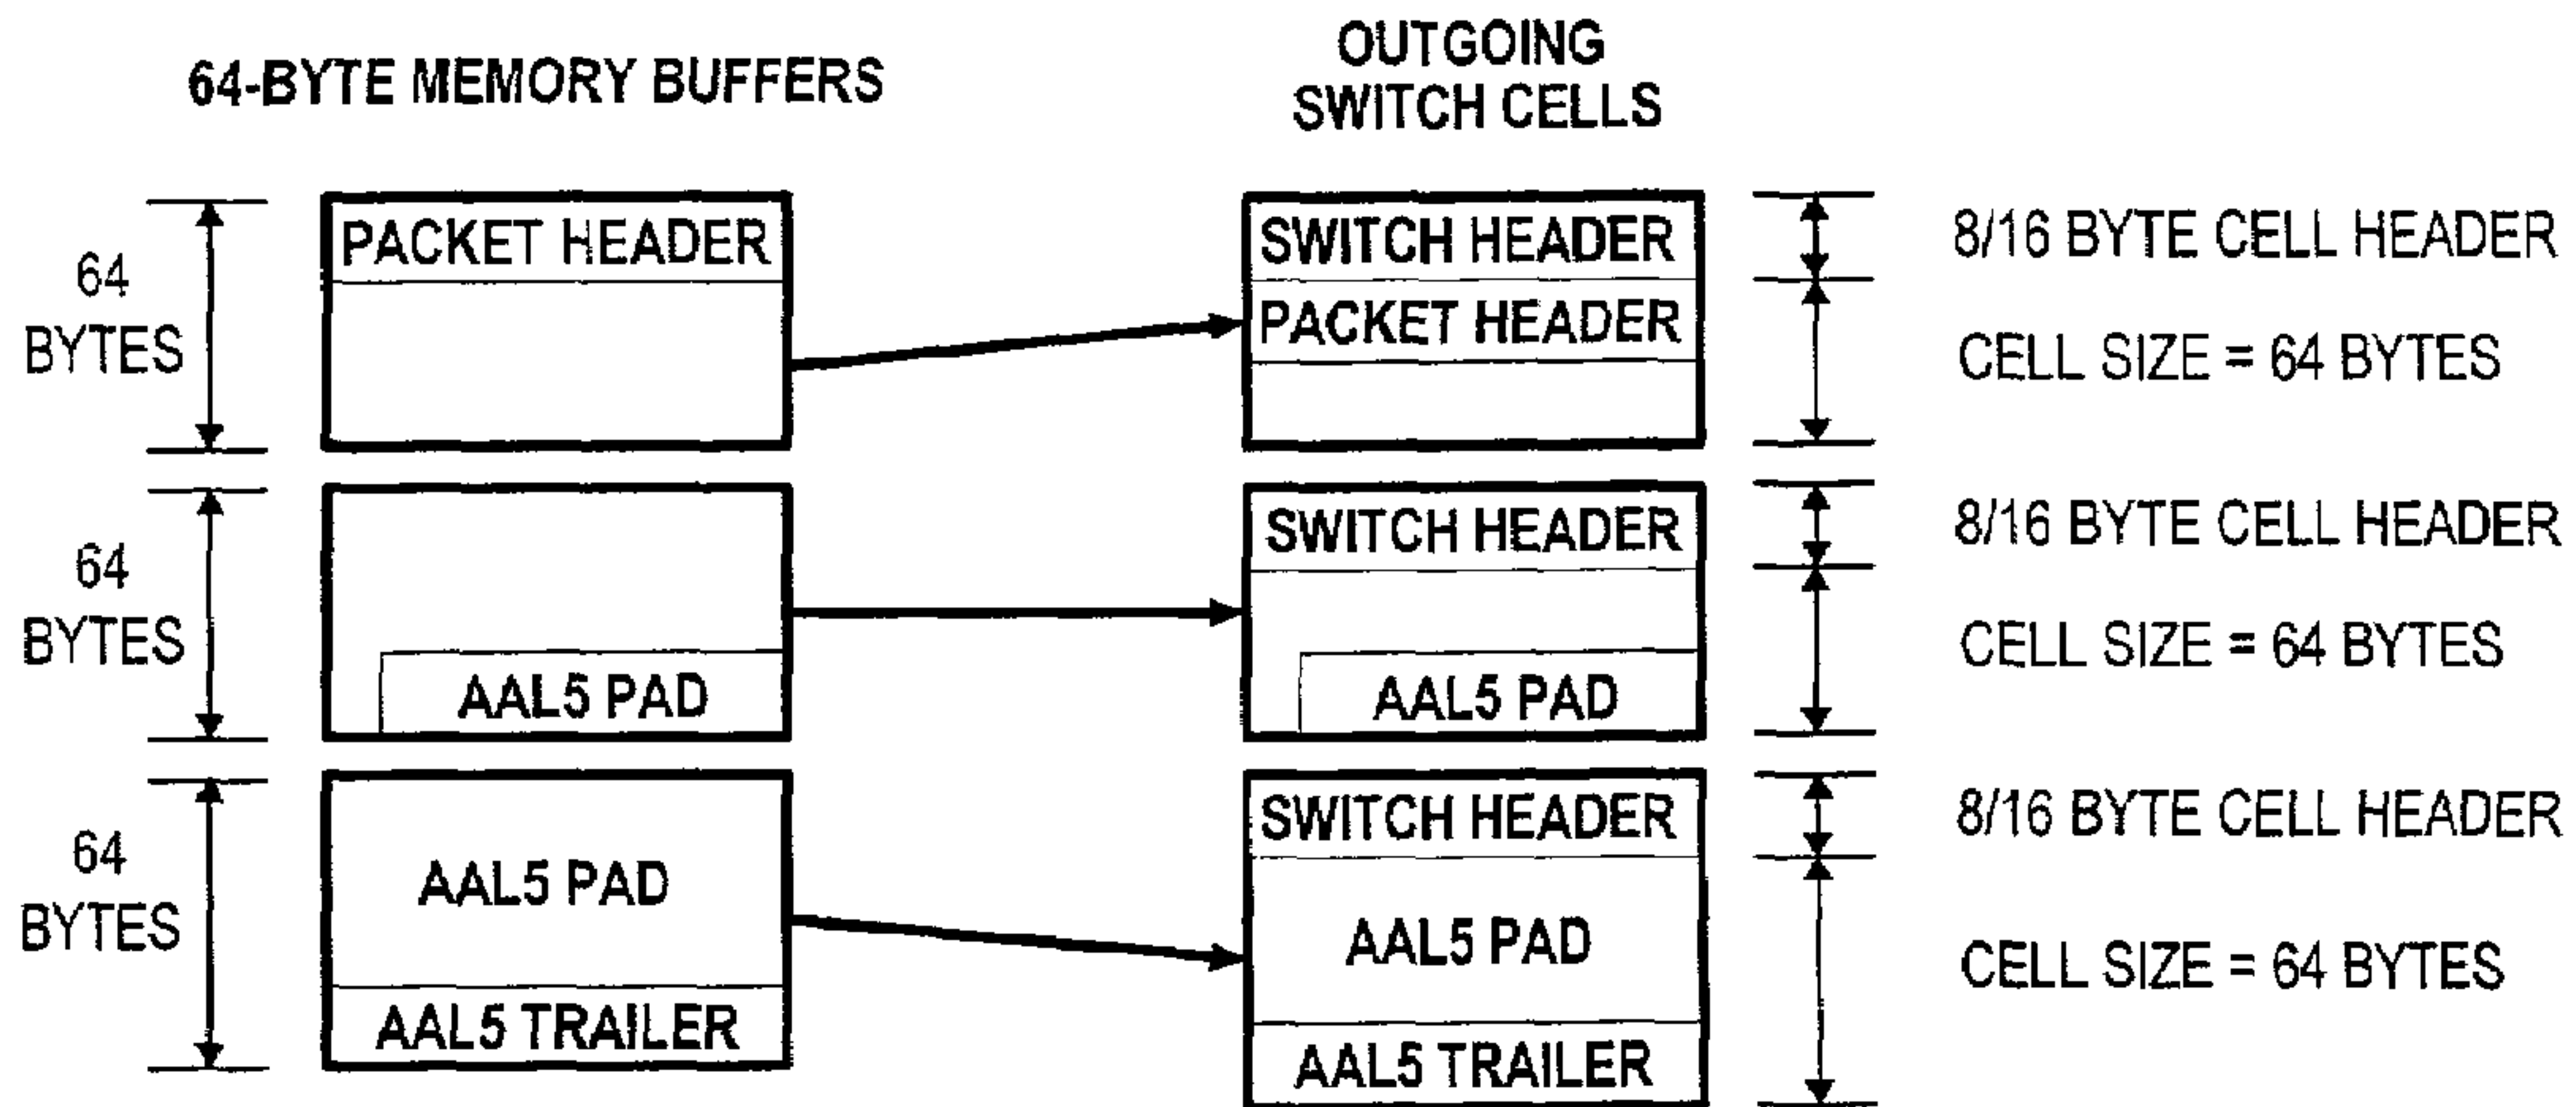 64-BYTE MEMORY BUFFERS
OUTGOING
SWITCH CELLS
64
BYTES
PACKET HEADER
SWITCH HEADER
PACKET HEADER
8/16 BYTE CELL HEADER
CELL SIZE = 64 BYTES
64
BYTES
AAL5 PAD
SWITCH HEADER
AAL5 PAD
8/16 BYTE CELL HEADER
CELL SIZE = 64 BYTES
64
BYTES
AAL5 PAD
AAL5 TRAILER
SWITCH HEADER
AAL5 PAD
AAL5 TRAILER
8/16 BYTE CELL HEADER
CELL SIZE = 64 BYTES